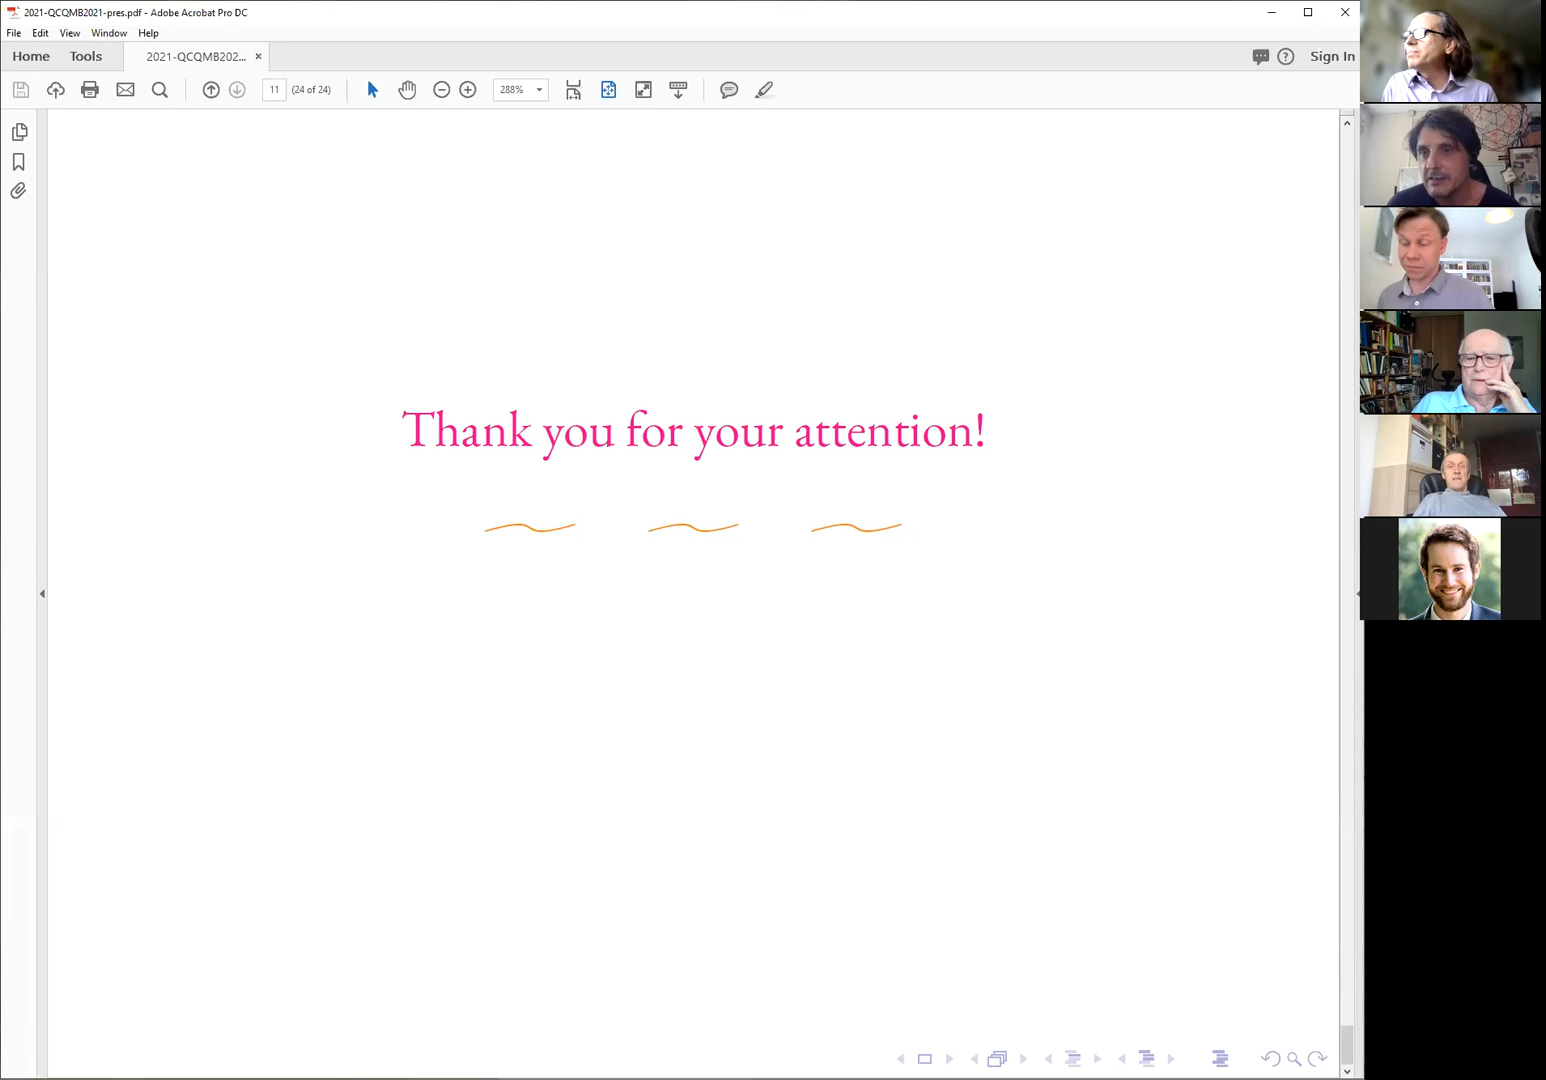 2021-QCQMB2021-pres.pdf - Adobe Acrobat Pro DC
File Edit View Window Help
Home Tools 2021-QCQMB202... × Sign In
11 (24 of 24) 288%
Thank you for your attention!